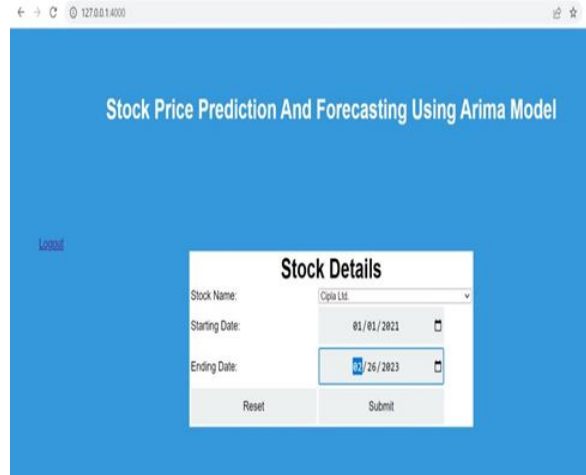 127.0.0.1:4000
Stock Price Prediction And Forecasting Using Arima Model
Logout
Stock Details
Stock Name: Cipla Ltd.
Starting Date: 01/01/2021
Ending Date: 02/26/2023
Reset Submit